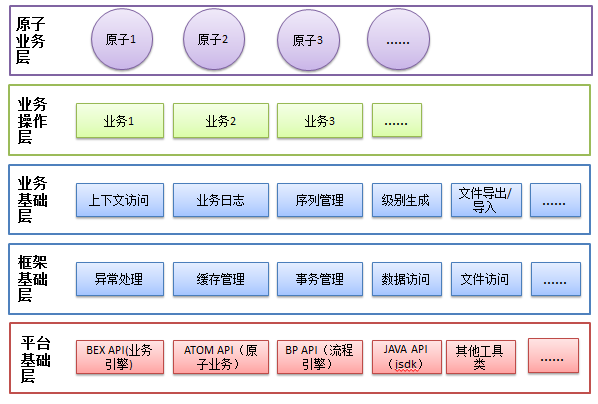 原子
业务
层
原子1
原子2
原子3
......
业务
操作
层
业务1
业务2
业务3
......
业务
基础
层
上下文访问
业务日志
序列管理
级别生成
文件导出/
导入
......
框架
基础
层
异常处理
缓存管理
事务管理
数据访问
文件访问
......
平台
基础
层
BEX API(业务
引擎)
ATOM API（原
子业务）
BP API（流程
引擎）
JAVA API
（jsdk）
其他工具
类
......